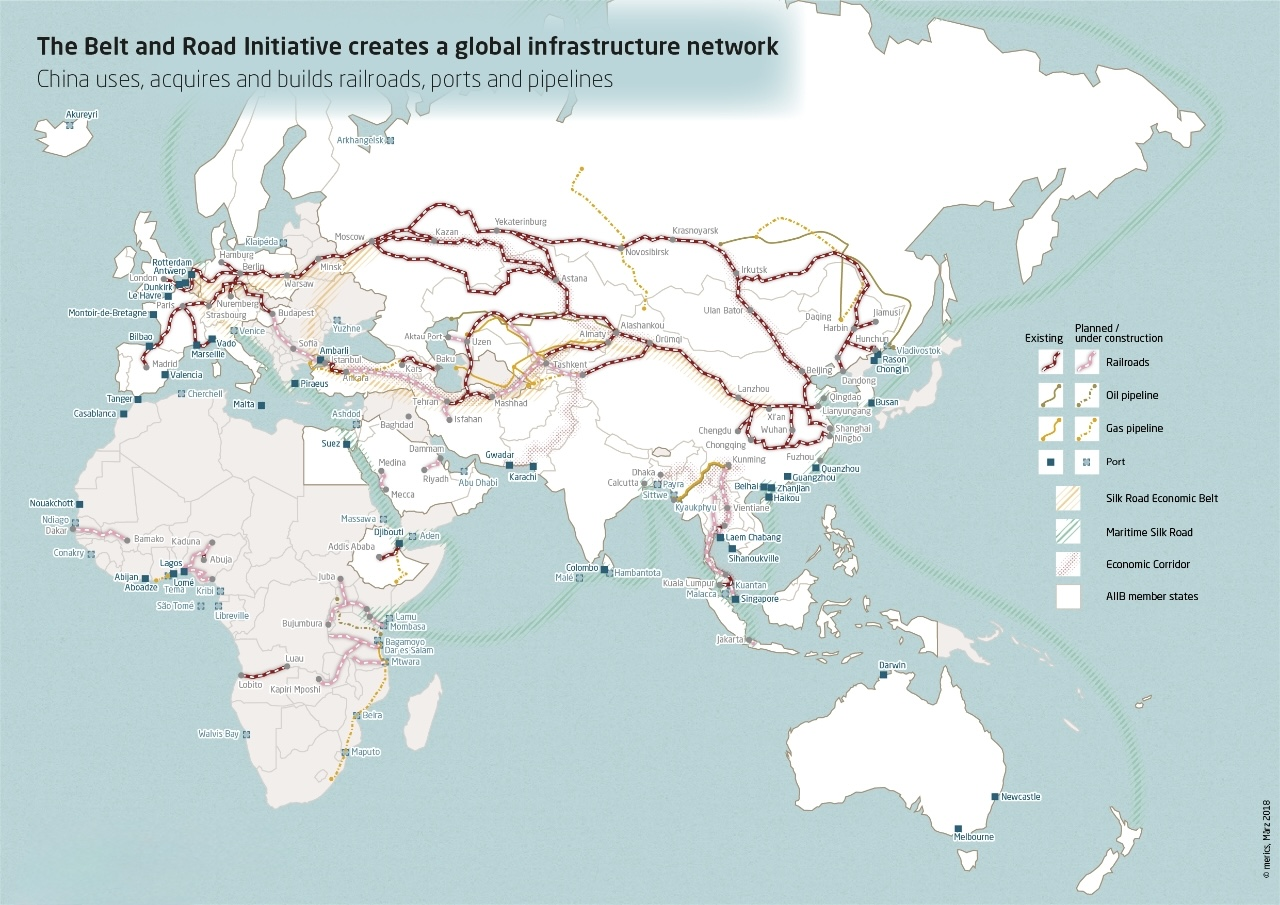 The Belt and Road Initiative creates a global infrastructure network
China uses, acquires and builds railroads, ports and pipelines
Akureyri
Arkhangelsk
Yekaterinburg
Kazan
Moscow
Krasnoyarsk
Novosibirsk
Klaipėda
Hamburg
Rotterdam
Antwerp
Berlin
Minsk
London
Warsaw
Dunkirk
Le Havre
Paris
Nuremberg
Strasbourg
Budapest
Montoir-de-Bretagne
Venice
Yuzhne
Bilbao
Vado
Marseille
Sofia
Ambarli
Istanbul
Madrid
Valencia
Ankara
Kars
Baku
Aktau Port
Uzen
Piraeus
Tanger
Cherchell
Casablanca
Malta
Astana
Irkutsk
Ulan Bator
Almaty
Alashankou
Ürümqi
Tashkent
Daqing
Harbin
Jiamusi
Hunchun
Vladivostok
Rason
Chongjin
Beijing
Dandong
Qingdao
Busan
Lianyungang
Lanzhou
Xi'an
Wuhan
Shanghai
Ningbo
Chengdu
Chongqing
Fuzhou
Quanzhou
Guangzhou
Kunming
Beihai
Zhanjian
Haikou
Tehran
Mashhad
Isfahan
Ashdod
Baghdad
Suez
Dammam
Medina
Riyadh
Abu Dhabi
Mecca
Gwadar
Karachi
Dhaka
Calcutta
Payra
Sittwe
Kyaukphyu
Vientiane
Laem Chabang
Sihanoukville
Nouakchott
Ndiago
Dakar
Bamako
Kaduna
Conakry
Abuja
Lagos
Abijan
Lomé
Aboadze
Tema
Kribi
São Tomé
Libreville
Massawa
Djibouti
Aden
Addis Ababa
Juba
Colombo
Hambantota
Malé
Kuala Lumpur
Kuantan
Malacca
Singapore
Jakarta
Bujumbura
Lamu
Mombasa
Bagamoyo
Dar es Salam
Mtwara
Luau
Lobito
Kapiri Mposhi
Beira
Walvis Bay
Maputo
Darwin
Newcastle
Melbourne
Existing
Planned /
under construction
Railroads
Oil pipeline
Gas pipeline
Port
Silk Road Economic Belt
Maritime Silk Road
Economic Corridor
AIIB member states
© merics, März 2018